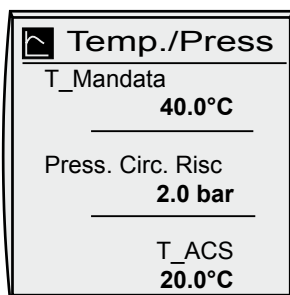 Temp./Press
T_Mandata
40.0°C
Press. Circ. Risc
2.0 bar
T_ACS
20.0°C